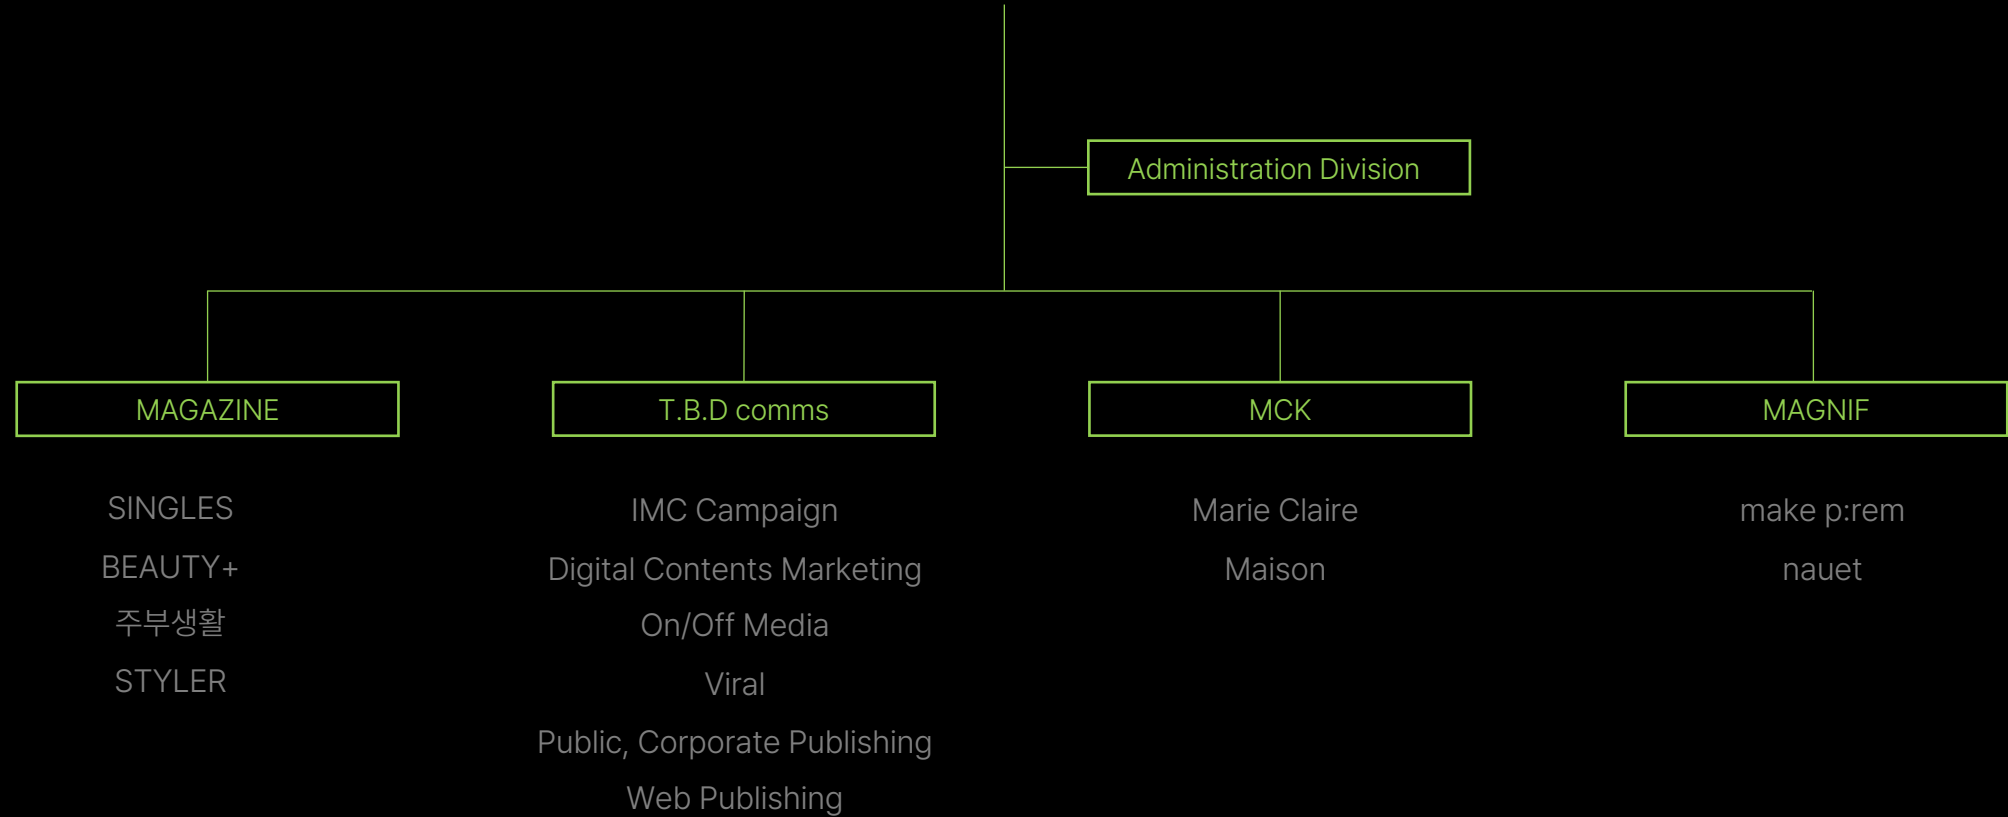 Administration Division
MAGAZINE
SINGLES
BEAUTY+
주부생활
STYLER
T.B.D comms
IMC Campaign
Digital Contents Marketing
On/Off Media
Viral
Public, Corporate Publishing
Web Publishing
MCK
Marie Claire
Maison
MAGNIF
make p:rem
nauet